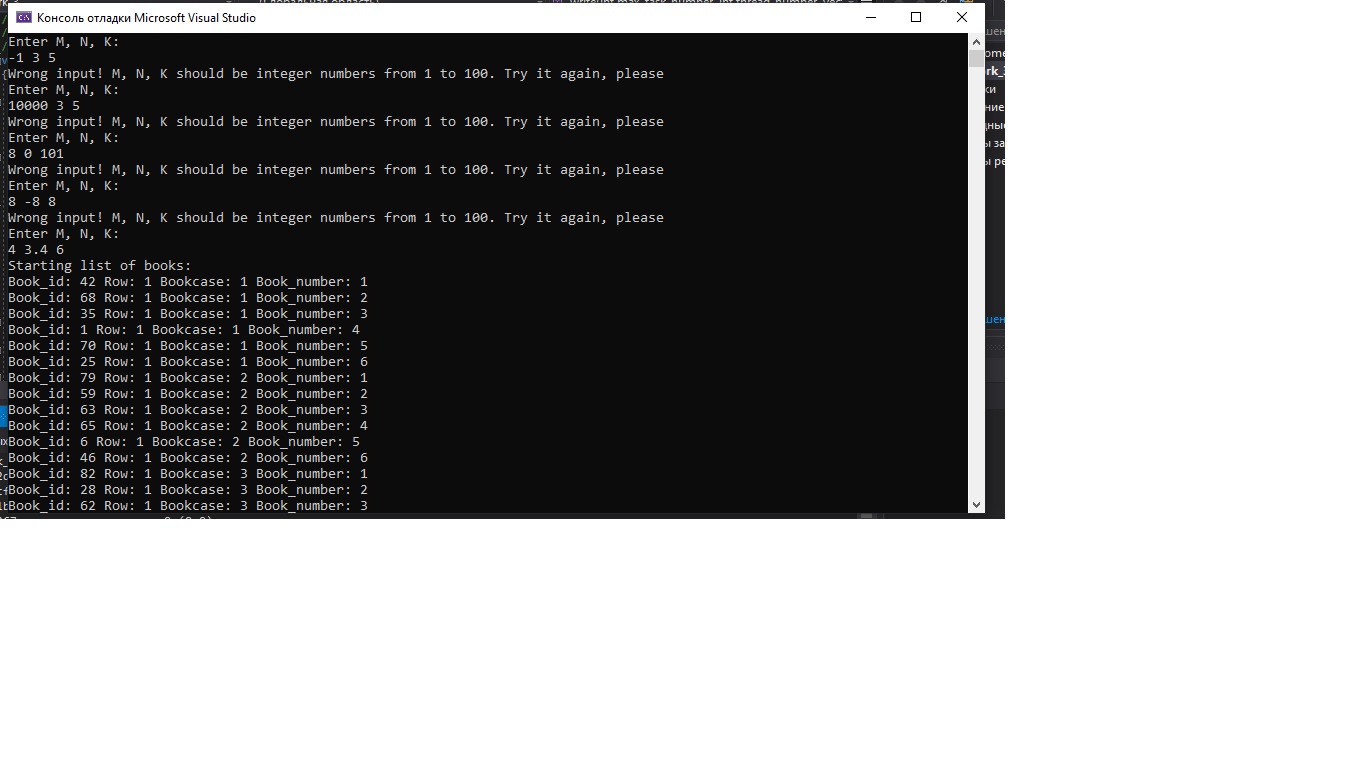 Консоль отладки Microsoft Visual Studio
Enter M, N, K:
-1 3 5
Wrong input! M, N, K should be integer numbers from 1 to 100. Try it again, please
Enter M, N, K:
10000 3 5
Wrong input! M, N, K should be integer numbers from 1 to 100. Try it again, please
Enter M, N, K:
8 0 101
Wrong input! M, N, K should be integer numbers from 1 to 100. Try it again, please
Enter M, N, K:
8 -8 8
Wrong input! M, N, K should be integer numbers from 1 to 100. Try it again, please
Enter M, N, K:
4 3.4 6
Starting list of books:
Book_id: 42 Row: 1 Bookcase: 1 Book_number: 1
Book_id: 68 Row: 1 Bookcase: 1 Book_number: 2
Book_id: 35 Row: 1 Bookcase: 1 Book_number: 3
Book_id: 1 Row: 1 Bookcase: 1 Book_number: 4
Book_id: 70 Row: 1 Bookcase: 1 Book_number: 5
Book_id: 25 Row: 1 Bookcase: 1 Book_number: 6
Book_id: 79 Row: 1 Bookcase: 2 Book_number: 1
Book_id: 59 Row: 1 Bookcase: 2 Book_number: 2
Book_id: 63 Row: 1 Bookcase: 2 Book_number: 3
Book_id: 65 Row: 1 Bookcase: 2 Book_number: 4
Book_id: 6 Row: 1 Bookcase: 2 Book_number: 5
Book_id: 46 Row: 1 Bookcase: 2 Book_number: 6
Book_id: 82 Row: 1 Bookcase: 3 Book_number: 1
Book_id: 28 Row: 1 Bookcase: 3 Book_number: 2
Book_id: 62 Row: 1 Bookcase: 3 Book_number: 3